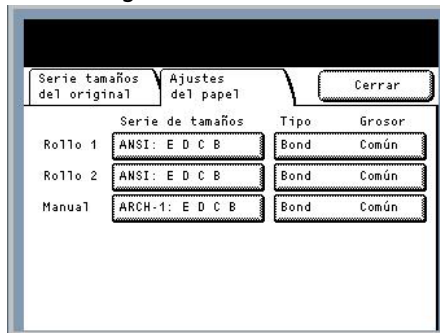 Serie tamaños
del original
Ajustes
del papel
Cerrar
Serie de tamaños Tipo Grosor
Rollo 1 ANSI: E D C B Bond Común
Rollo 2 ANSI: E D C B Bond Común
Manual ARCH-1: E D C B Bond Común